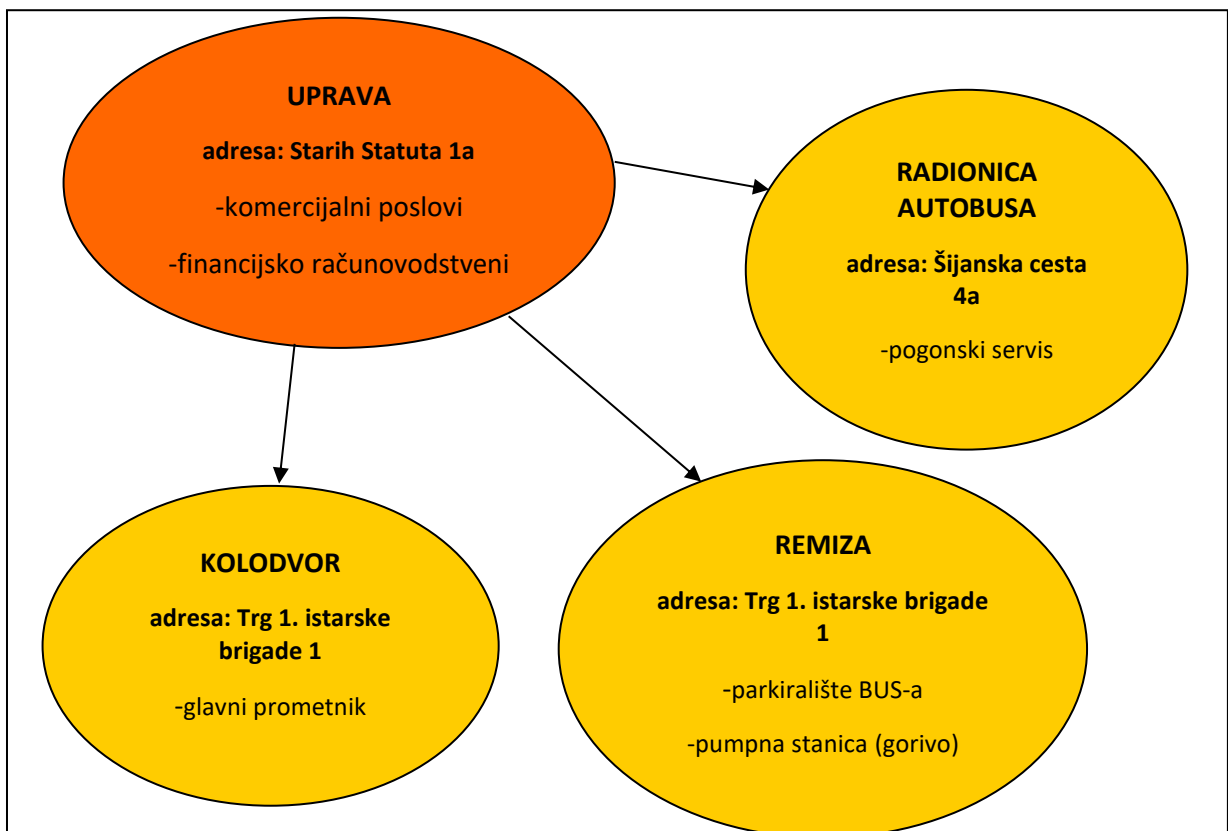 UPRAVA
adresa: Starih Statuta 1a
-komercijalni poslovi
-financijsko računovodstveni
RADIONICA
AUTOBUSA
adresa: Šijanska cesta
4a
-pogonski servis
KOLODVOR
adresa: Trg 1. istarske
brigade 1
-glavni prometnik
REMIZA
adresa: Trg 1. istarske brigade
1
-parkiralište BUS-a
-pumpna stanica (gorivo)